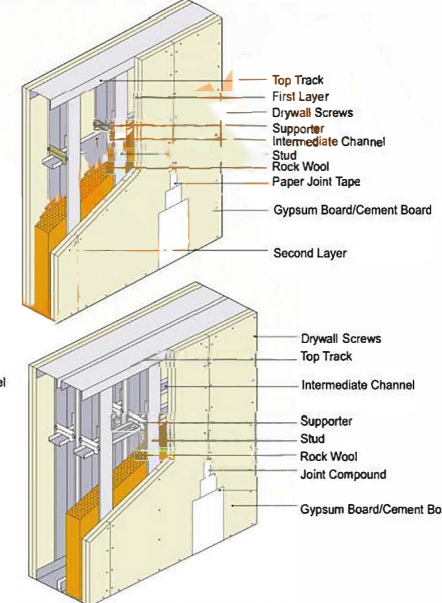 Top Track
First Layer
Drywall Screws
Supporter
Intermediate Channel
Stud
Rock Wool
Paper Joint Tape
Gypsum Board/Cement Board
Second Layer
Drywall Screws
Top Track
el
Intermediate Channel
Supporter
Stud
Rock Wool
Joint Compound
Gypsum Board/Cement Bo